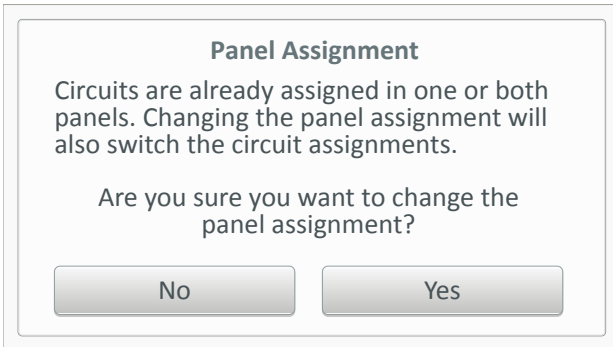 Panel Assignment
Circuits are already assigned in one or both
panels. Changing the panel assignment will
also switch the circuit assignments.
Are you sure you want to change the
panel assignment?
No
Yes